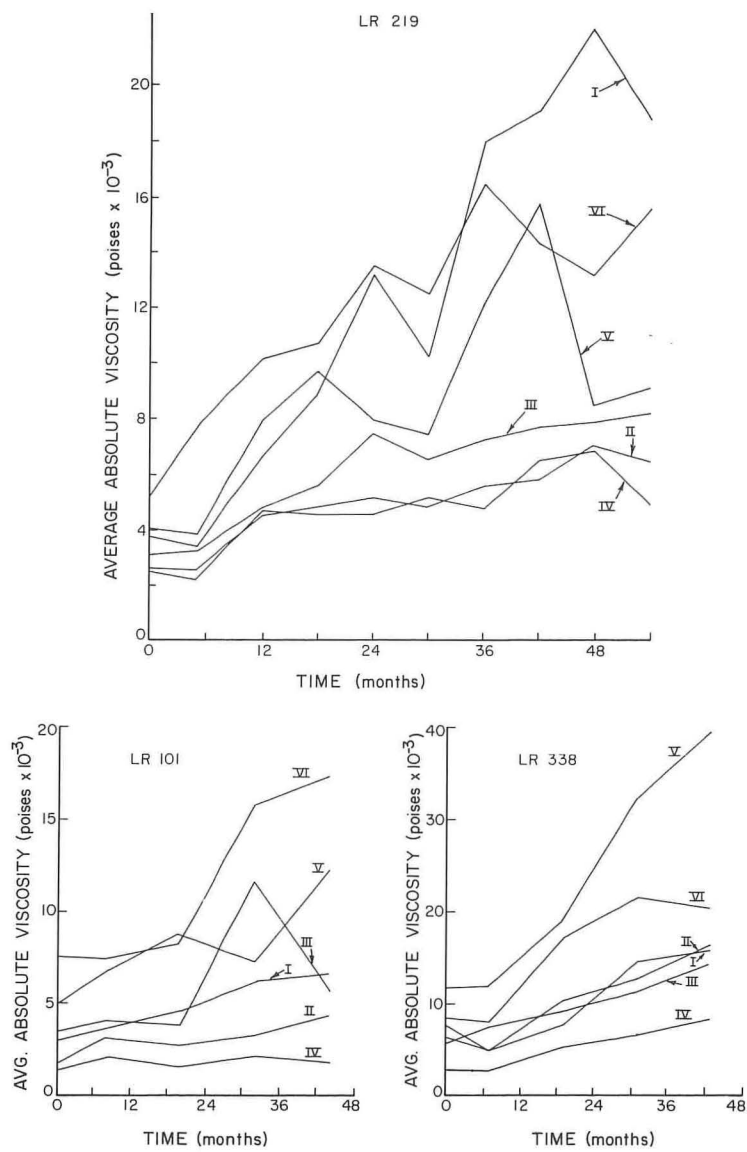 LR 219
AVERAGE ABSOLUTE VISCOSITY (poises x 10⁻³)
20
16
12
8
4
0
I
VI
V
III
II
IV
0 12 24 36 48
TIME (months)
LR 101
AVG. ABSOLUTE VISCOSITY (poises x 10⁻³)
20
15
10
5
0
VI
V
III
I
II
IV
0 12 24 36 48
TIME (months)
LR 338
AVG. ABSOLUTE VISCOSITY (poises x 10⁻³)
40
30
20
10
0
V
VI
II
I
III
IV
0 12 24 36 48
TIME (months)